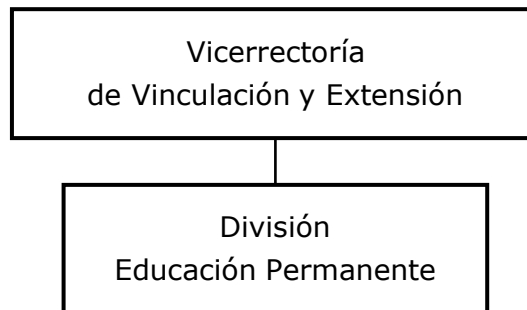 Vicerrectoría
de Vinculación y Extensión
División
Educación Permanente